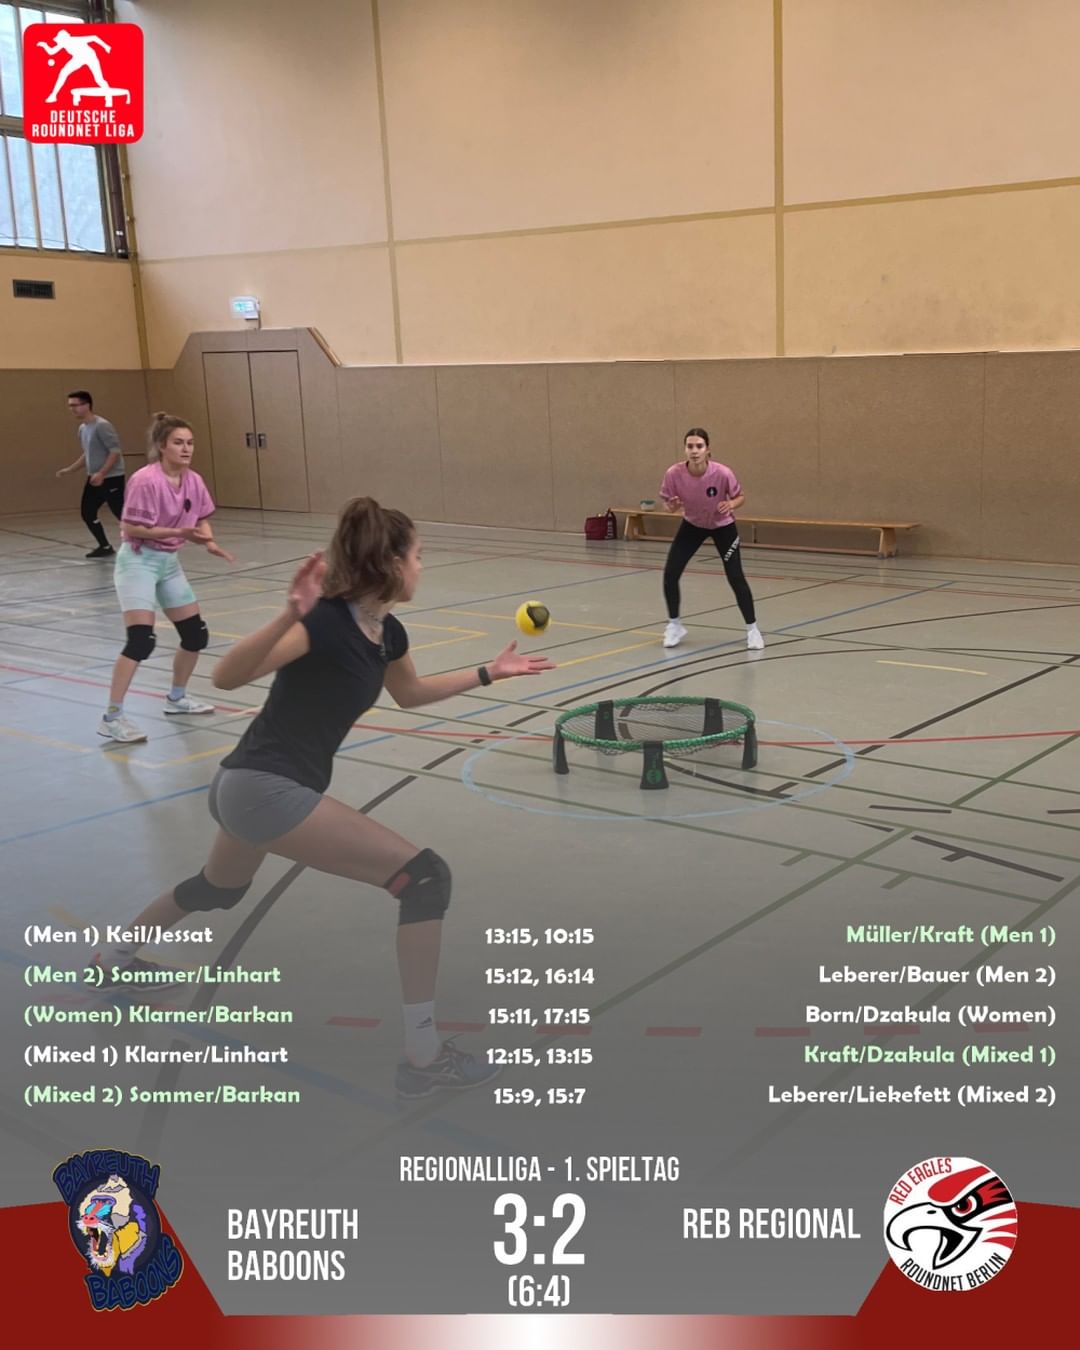 DEUTSCHE
ROUNDNET LIGA
(Men 1) Keil/Jessat 13:15, 10:15 Müller/Kraft (Men 1)
(Men 2) Sommer/Linhart 15:12, 16:14 Leberer/Bauer (Men 2)
(Women) Klarner/Barkan 15:11, 17:15 Born/Dzakula (Women)
(Mixed 1) Klarner/Linhart 12:15, 13:15 Kraft/Dzakula (Mixed 1)
(Mixed 2) Sommer/Barkan 15:9, 15:7 Leberer/Liekefett (Mixed 2)
REGIONALLIGA - 1. SPIELTAG
BAYREUTH
BABOONS
BAYREUTH
BABOONS
3:2
(6:4)
REB REGIONAL
RED EAGLES
ROUNDNET BERLIN